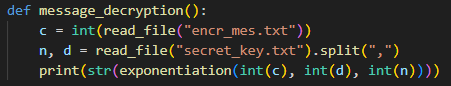 def message_decryption():
    c = int(read_file("encr_mes.txt"))
    n, d = read_file("secret_key.txt").split(",")
    print(str(exponentiation(int(c), int(d), int(n))))